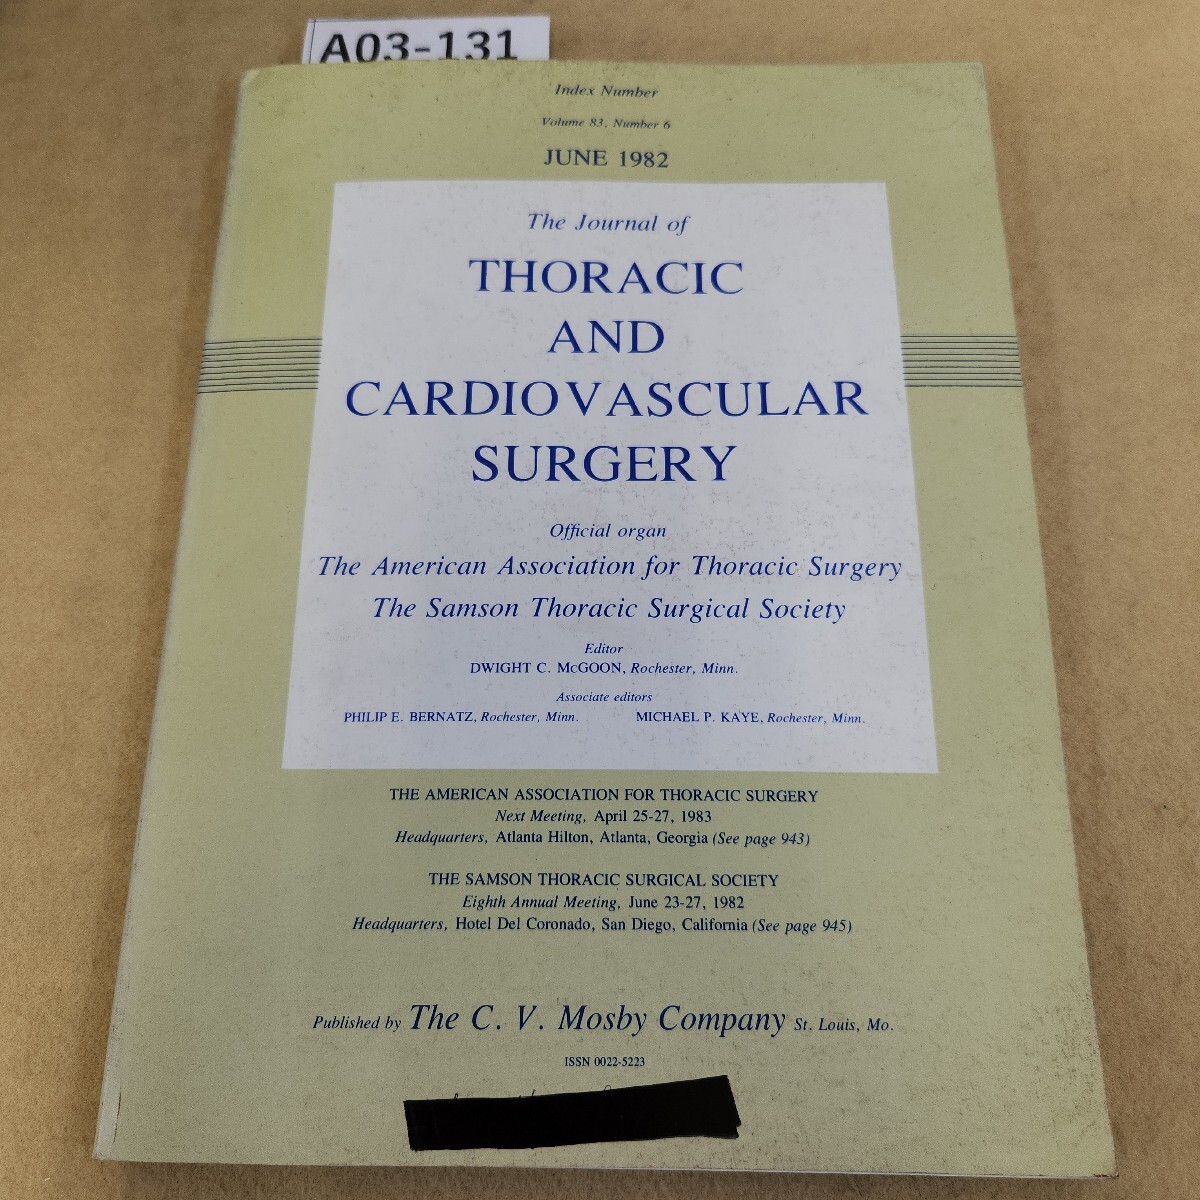 A03-131
Index Number
Volume 83, Number 6
JUNE 1982
The Journal of
THORACIC
AND
CARDIOVASCULAR
SURGERY
Official organ
The American Association for Thoracic Surgery
The Samson Thoracic Surgical Society
Editor
DWIGHT C. McGOON, Rochester, Minn.
Associate editors
PHILIP E. BERNATZ, Rochester, Minn. MICHAEL P. KAYE, Rochester, Minn.
THE AMERICAN ASSOCIATION FOR THORACIC SURGERY
Next Meeting, April 25-27, 1983
Headquarters, Atlanta Hilton, Atlanta, Georgia (See page 943)
THE SAMSON THORACIC SURGICAL SOCIETY
Eighth Annual Meeting, June 23-27, 1982
Headquarters, Hotel Del Coronado, San Diego, California (See page 945)
Published by The C. V. Mosby Company St. Louis, Mo.
ISSN 0022-5223